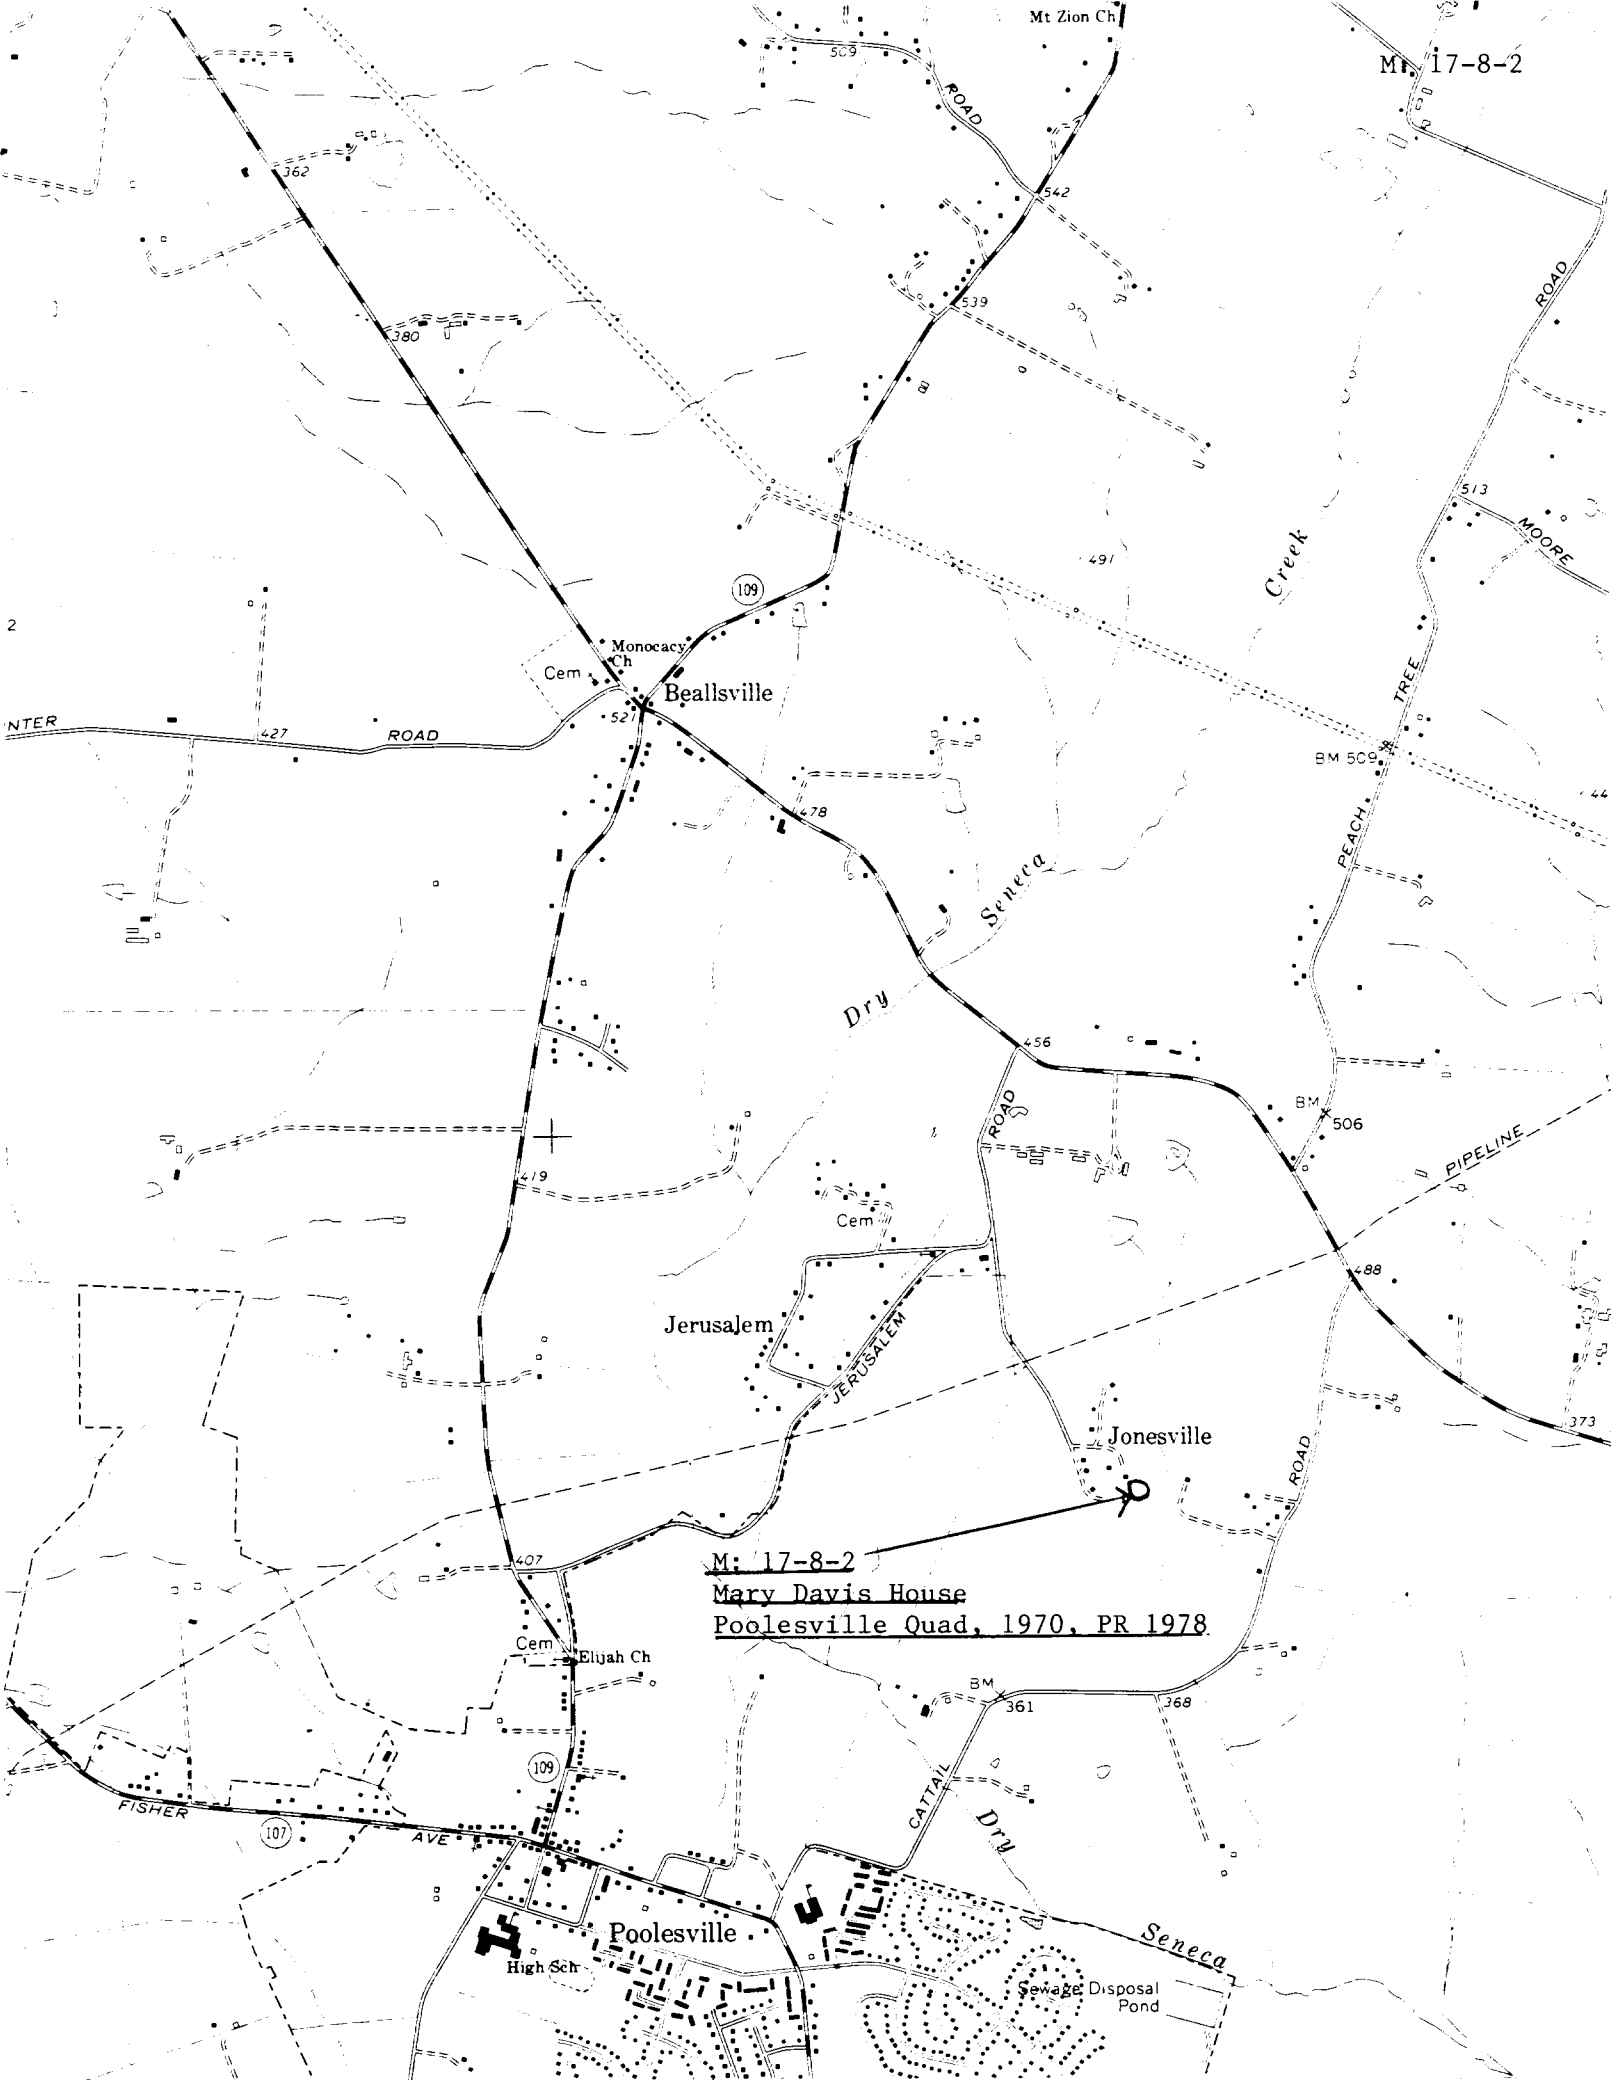 Mt Zion Ch
509
M: 17-8-2
ROAD
362
542
ROAD
539
380
513
MOORE
491
Creek
109
2
Monocacy
Ch
Cem
Beallsville
TREE
521
NTER
427
ROAD
BM 509
44
478
PEACH
Seneca
Dry
456
ROAD
BM
506
PIPELINE
419
Cem
488
Jerusalem
JERUSALEM
373
Jonesville
ROAD
407
M: 17-8-2
Mary Davis House
Poolesville Quad, 1970, PR 1978
Cem
Elijah Ch
BM
361
368
109
CATTAIL
FISHER
107
AVE
Dry
Poolesville
Seneca
High Sch
Sewage Disposal
Pond